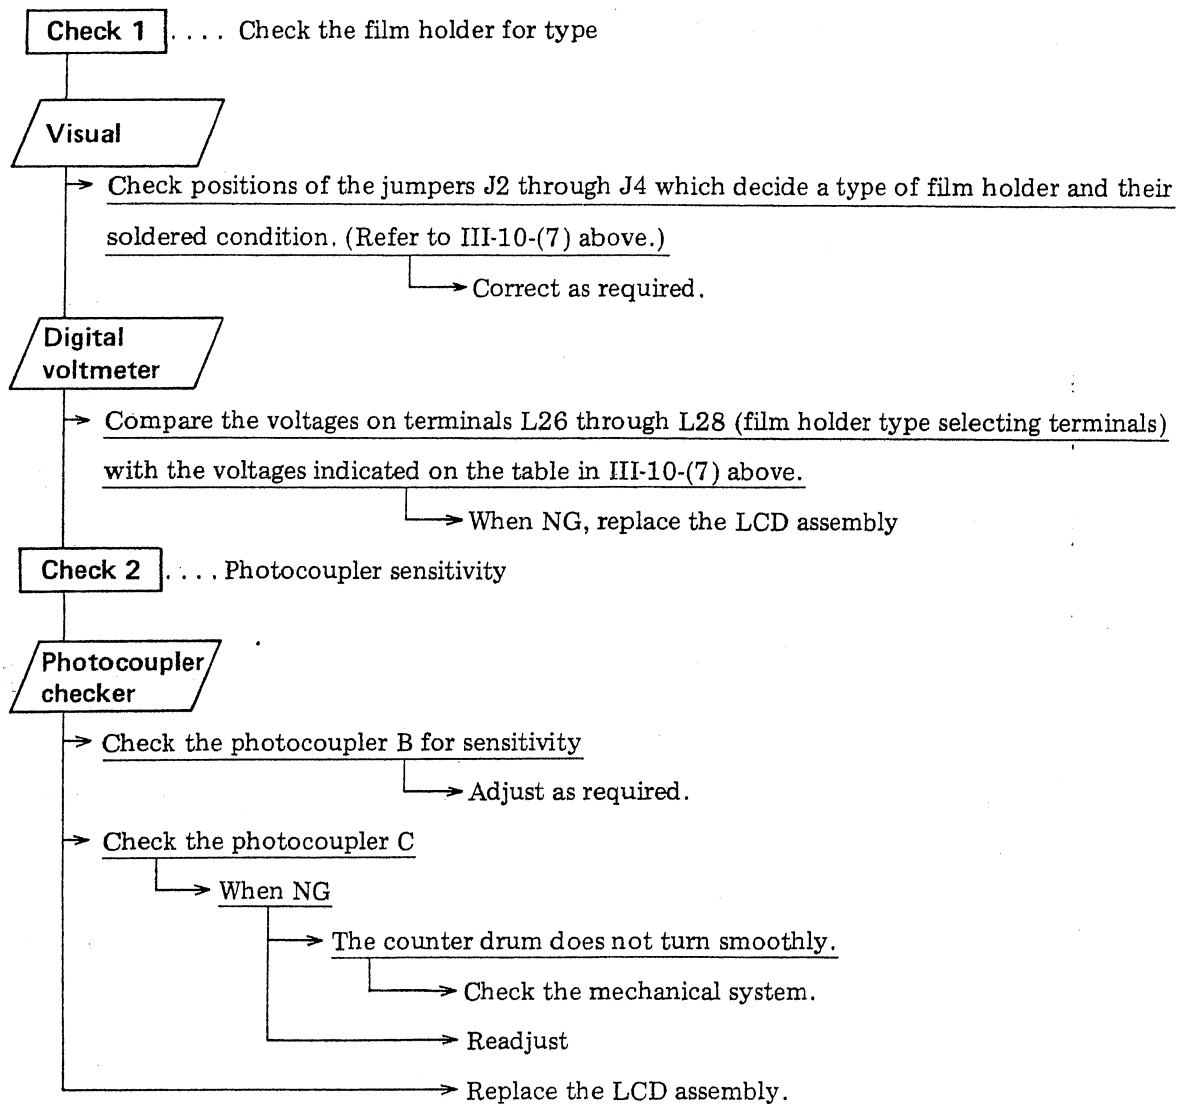 Check 1 .... Check the film holder for type
Visual
Check positions of the jumpers J2 through J4 which decide a type of film holder and their
soldered condition. (Refer to III-10-(7) above.)
Correct as required.
Digital
voltmeter
Compare the voltages on terminals L26 through L28 (film holder type selecting terminals)
with the voltages indicated on the table in III-10-(7) above.
When NG, replace the LCD assembly
Check 2 .... Photocoupler sensitivity
Photocoupler
checker
Check the photocoupler B for sensitivity
Adjust as required.
Check the photocoupler C
When NG
The counter drum does not turn smoothly.
Check the mechanical system.
Readjust
Replace the LCD assembly.